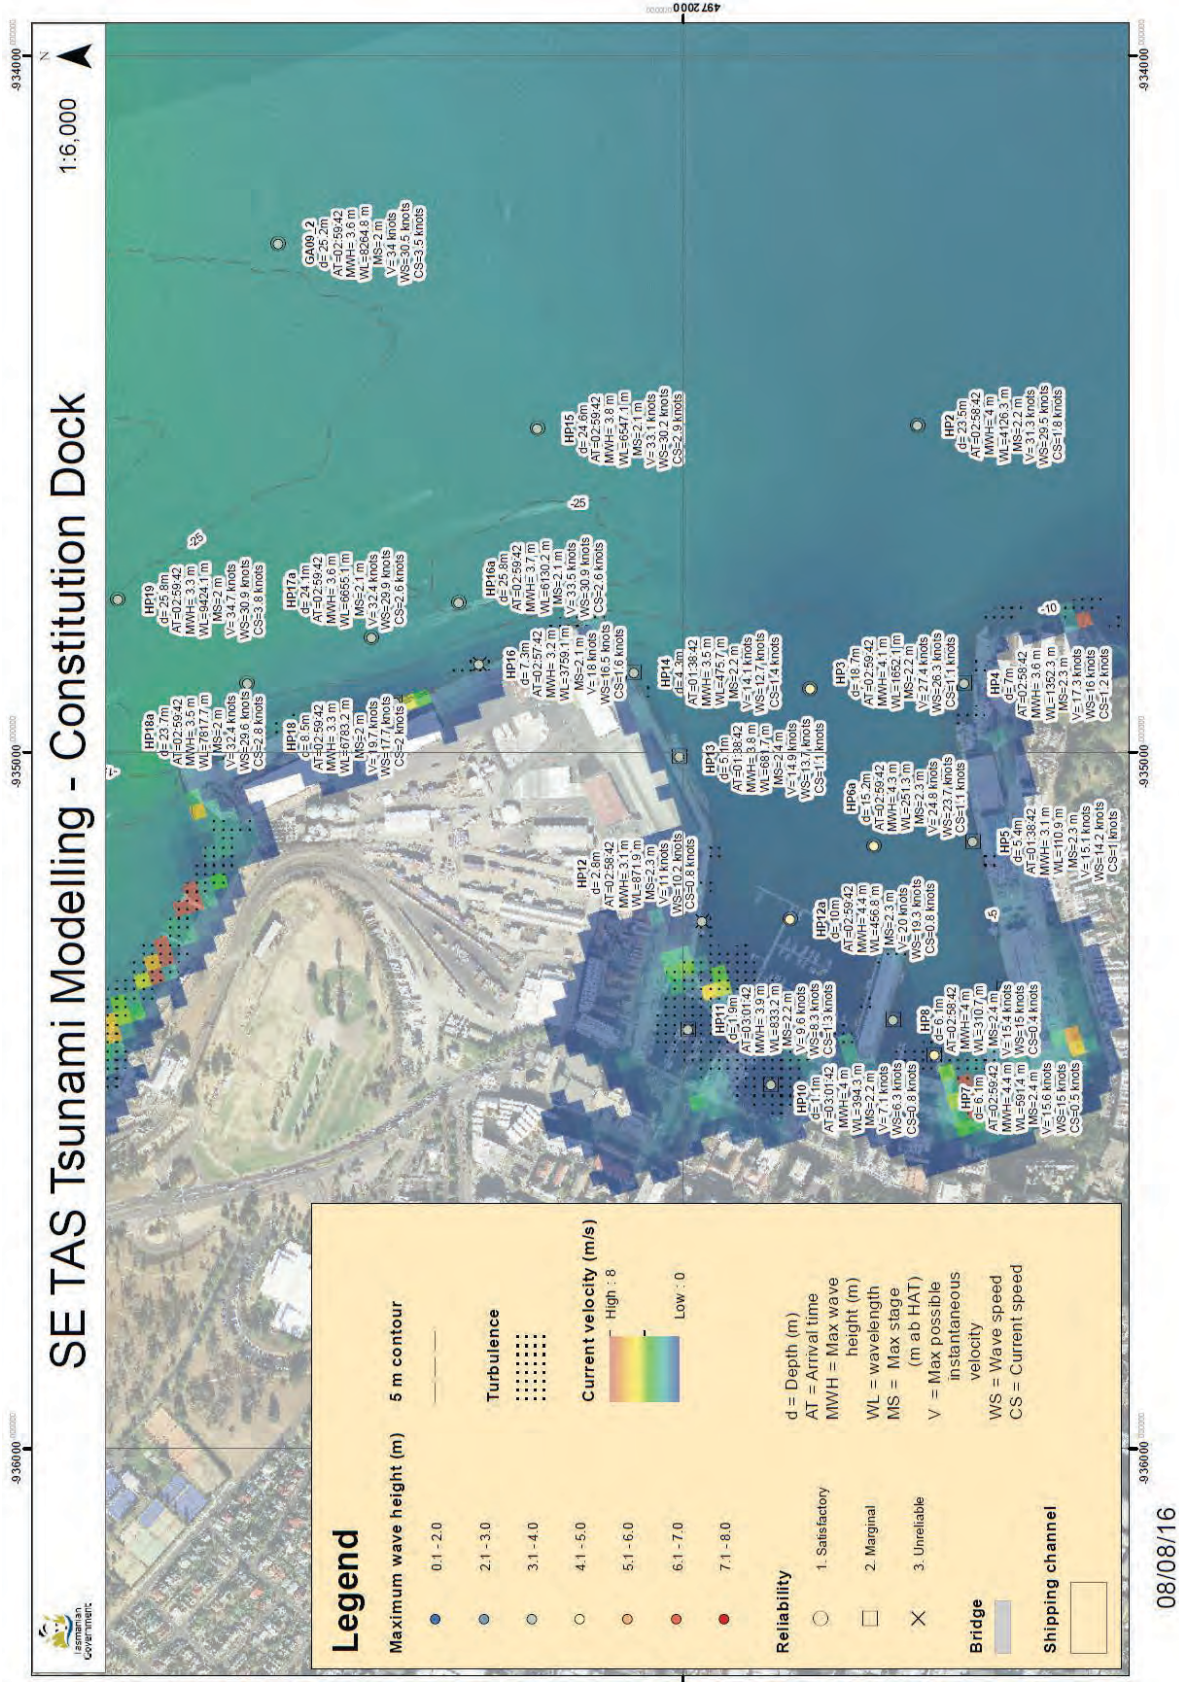 SE TAS Tsunami Modelling - Constitution Dock
1:6,000
N
Tasmanian
Government
-936000
-935000
-934000
4972000
HP19
d= 25.8m
AT=02:59:42
MWH= 3.3 m
WL=9424.1 m
MS=2 m
V= 34.7 knots
WS=30.9 knots
CS=3.8 knots
HP18a
d= 23.7m
AT=02:59:42
MWH= 3.5 m
WL=7817.7 m
MS=2 m
V= 32.4 knots
WS=29.6 knots
CS=2.8 knots
HP17a
d= 24.1m
AT=02:59:42
MWH= 3.6 m
WL=6655.1 m
MS=2.1 m
V= 32.4 knots
WS=29.9 knots
CS=2.6 knots
HP18
d= 8.5m
AT=02:59:42
MWH= 3.3 m
WL=6783.2 m
MS=2 m
V= 19.7 knots
WS=17.7 knots
CS=2 knots
GA09_2
d= 25.2m
AT=02:59:42
MWH= 3.6 m
WL=8264.8 m
MS=2 m
V= 34 knots
WS=30.5 knots
CS=3.5 knots
HP16a
d= 25.8m
AT=02:59:42
MWH= 3.7 m
WL=6130.2 m
MS=2.1 m
V= 33.5 knots
WS=30.9 knots
CS=2.6 knots
HP16
d= 7.3m
AT=02:57:42
MWH= 3.2 m
WL=3759.1 m
MS=2.1 m
V= 18 knots
WS=16.5 knots
CS=1.6 knots
HP15
d= 24.6m
AT=02:59:42
MWH= 3.8 m
WL=6547.1 m
MS=2.1 m
V= 33.1 knots
WS=30.2 knots
CS=2.9 knots
HP14
d= 4.3m
AT=01:38:42
MWH= 3.5 m
WL=475.7 m
MS=2.2 m
V= 14.1 knots
WS=12.7 knots
CS=1.4 knots
HP13
d= 5.1m
AT=01:38:42
MWH= 3.8 m
WL=681.7 m
MS=2.4 m
V= 14.9 knots
WS=13.7 knots
CS=1.1 knots
HP12
d= 2.8m
AT=02:58:42
MWH= 3.1 m
WL=871.9 m
MS=2.3 m
V= 11 knots
WS=10.2 knots
CS=0.8 knots
HP11
d= 1.9m
AT=03:01:42
MWH= 3.9 m
WL=833.2 m
MS=2.2 m
V= 9.6 knots
WS=8.3 knots
CS=1.3 knots
HP10
d= 1.1m
AT=03:01:42
MWH= 4 m
WL=394.3 m
MS=2.2 m
V= 7.1 knots
WS=6.3 knots
CS=0.8 knots
HP12a
d= 10m
AT=02:59:42
MWH= 4.4 m
WL=456.8 m
MS=2.3 m
V= 20 knots
WS=19.3 knots
CS=0.8 knots
HP6a
d= 15.2m
AT=02:59:42
MWH= 4.3 m
WL=251.3 m
MS=2.3 m
V= 24.8 knots
WS=23.7 knots
CS=1.1 knots
HP3
d= 18.7m
AT=02:59:42
MWH= 4.1 m
WL=1652.1 m
MS=2.2 m
V= 27.4 knots
WS=26.3 knots
CS=1.1 knots
HP2
d= 23.5m
AT=02:58:42
MWH= 4 m
WL=4126.3 m
MS=2.2 m
V= 31.3 knots
WS=29.5 knots
CS=1.8 knots
HP8
d= 6.1m
AT=02:58:42
MWH= 4 m
WL=310.7 m
MS=2.4 m
V= 15.4 knots
WS=15 knots
CS=0.4 knots
HP7
d= 6.1m
AT=02:59:42
MWH= 4.4 m
WL=591.4 m
MS=2.4 m
V= 15.6 knots
WS=15 knots
CS=0.5 knots
HP5
d= 5.4m
AT=01:38:42
MWH= 3.1 m
WL=110.9 m
MS=2.3 m
V= 15.1 knots
WS=14.2 knots
CS=1 knots
HP4
d= 7m
AT=02:58:42
MWH= 3.6 m
WL=1352.3 m
MS=2.3 m
V= 17.3 knots
WS=16 knots
CS=1.2 knots
-25
-25
-10
-5
Legend
Maximum wave height (m)
0.1 - 2.0
2.1 - 3.0
3.1 - 4.0
4.1 - 5.0
5.1 - 6.0
6.1 - 7.0
7.1 - 8.0
Reliability
1. Satisfactory
2. Marginal
3. Unreliable
Bridge
Shipping channel
5 m contour
Turbulence
Current velocity (m/s)
High : 8
Low : 0
d = Depth (m)
AT = Arrival time
MWH = Max wave
height (m)
WL = wavelength
MS = Max stage
(m ab HAT)
V = Max possible
instantaneous
velocity
WS = Wave speed
CS = Current speed
-936000
-935000
-934000
08/08/16